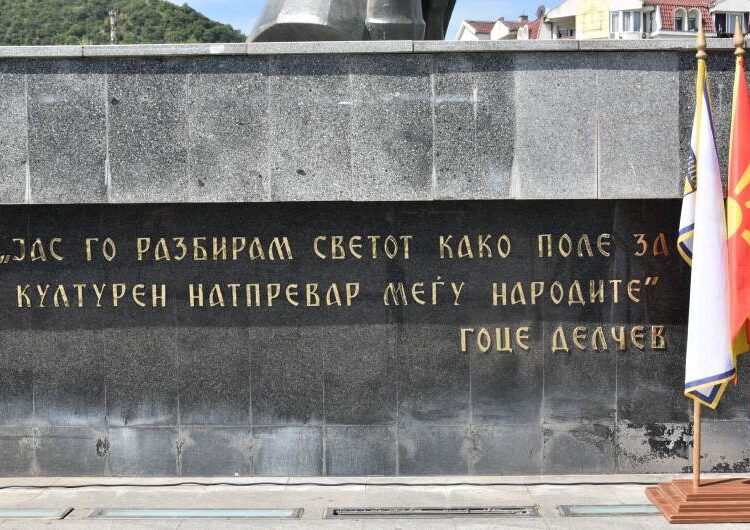 „ЈАС ГО РАЗБИРАМ СВЕТОТ КАКО ПОЛЕ ЗА
КУЛТУРЕН НАТПРЕВАР МЕЃУ НАРОДИТЕ“
ГОЦЕ ДЕЛЧЕВ